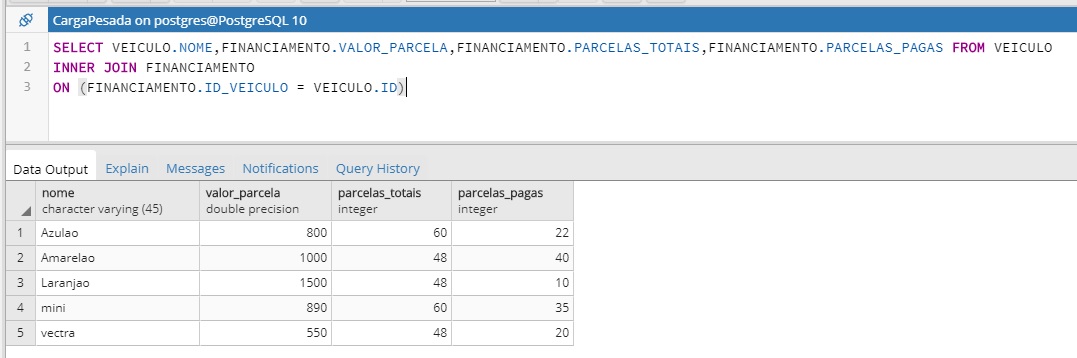 CargaPesada on postgres@PostgreSQL 10
1 SELECT VEICULO.NOME,FINANCIAMENTO.VALOR_PARCELA,FINANCIAMENTO.PARCELAS_TOTAIS,FINANCIAMENTO.PARCELAS_PAGAS FROM VEICULO
2 INNER JOIN FINANCIAMENTO
3 ON (FINANCIAMENTO.ID_VEICULO = VEICULO.ID)
Data Output Explain Messages Notifications Query History
nome valor_parcela parcelas_totais parcelas_pagas
character varying (45) double precision integer integer
1 Azulao 800 60 22
2 Amarelao 1000 48 40
3 Laranjao 1500 48 10
4 mini 890 60 35
5 vectra 550 48 20